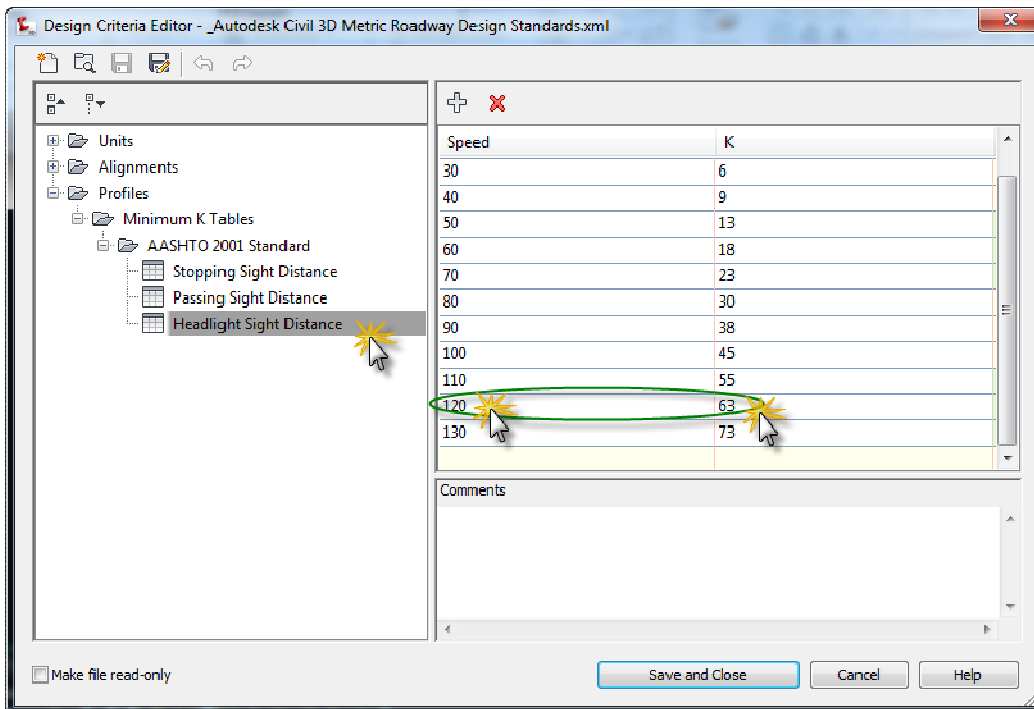 Design Criteria Editor - _Autodesk Civil 3D Metric Roadway Design Standards.xml
Units
Alignments
Profiles
Minimum K Tables
AASHTO 2001 Standard
Stopping Sight Distance
Passing Sight Distance
Headlight Sight Distance
Speed K
30 6
40 9
50 13
60 18
70 23
80 30
90 38
100 45
110 55
120 63
130 73
Comments
Make file read-only
Save and Close Cancel Help